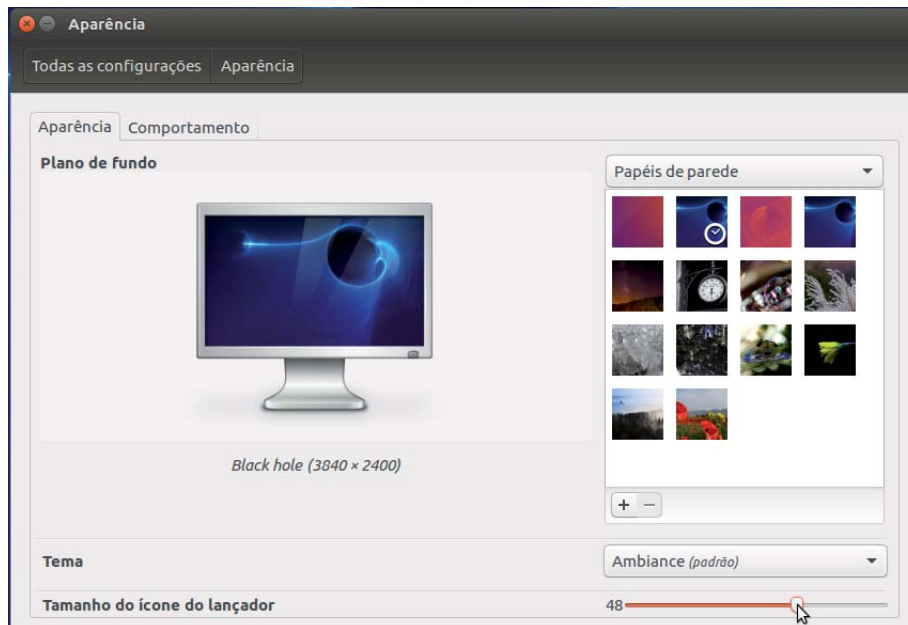 Aparência
Todas as configurações Aparência
Aparência Comportamento
Plano de fundo
Papéis de parede
Black hole (3840 × 2400)
+ −
Tema
Ambiance (padrão)
Tamanho do ícone do lançador
48